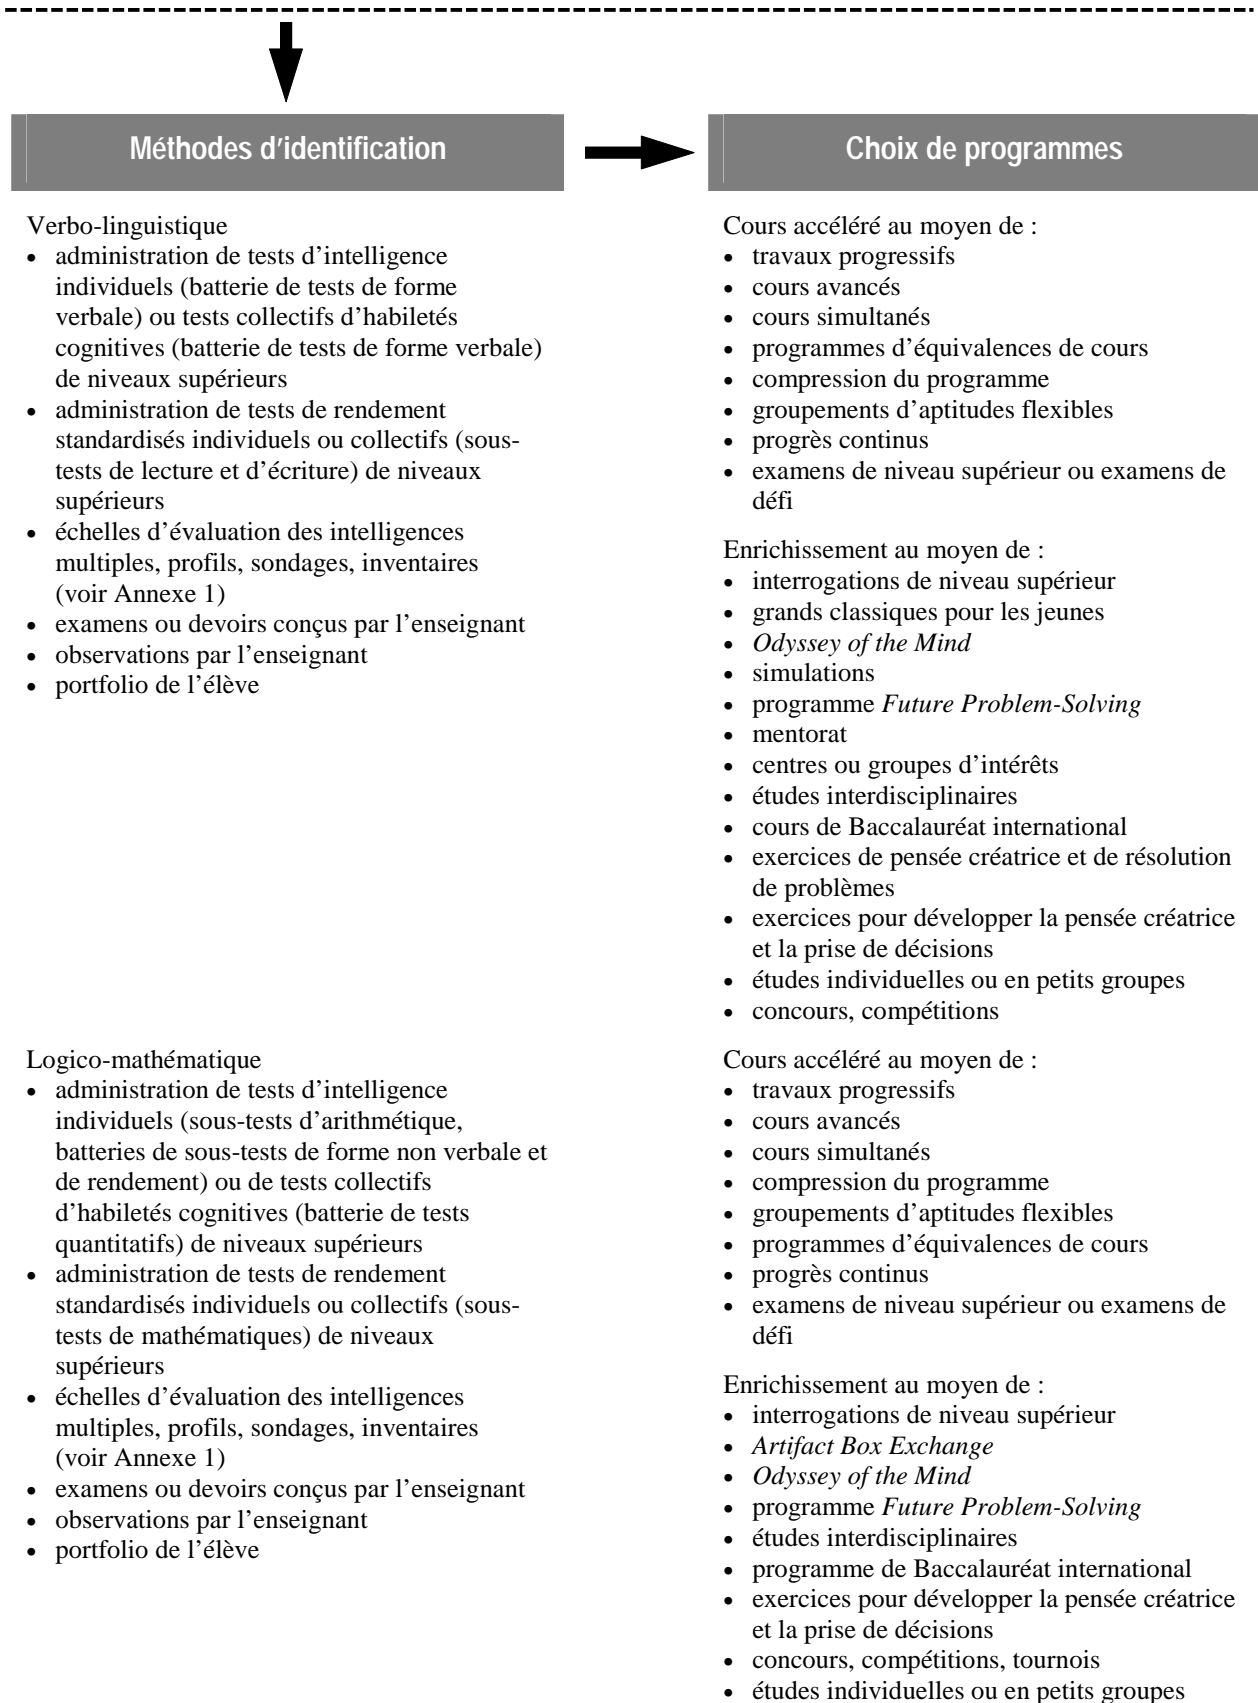 Méthodes d'identification
Choix de programmes
Verbo-linguistique
• administration de tests d'intelligence
individuels (batterie de tests de forme
verbale) ou tests collectifs d'habiletés
cognitives (batterie de tests de forme verbale)
de niveaux supérieurs
• administration de tests de rendement
standardisés individuels ou collectifs (sous-
tests de lecture et d'écriture) de niveaux
supérieurs
• échelles d'évaluation des intelligences
multiples, profils, sondages, inventaires
(voir Annexe 1)
• examens ou devoirs conçus par l'enseignant
• observations par l'enseignant
• portfolio de l'élève
Cours accéléré au moyen de :
• travaux progressifs
• cours avancés
• cours simultanés
• programmes d'équivalences de cours
• compression du programme
• groupements d'aptitudes flexibles
• progrès continus
• examens de niveau supérieur ou examens de
défi
Enrichissement au moyen de :
• interrogations de niveau supérieur
• grands classiques pour les jeunes
• Odyssey of the Mind
• simulations
• programme Future Problem-Solving
• mentorat
• centres ou groupes d'intérêts
• études interdisciplinaires
• cours de Baccalauréat international
• exercices de pensée créatrice et de résolution
de problèmes
• exercices pour développer la pensée créatrice
et la prise de décisions
• études individuelles ou en petits groupes
• concours, compétitions
Logico-mathématique
• administration de tests d'intelligence
individuels (sous-tests d'arithmétique,
batteries de sous-tests de forme non verbale et
de rendement) ou de tests collectifs
d'habiletés cognitives (batterie de tests
quantitatifs) de niveaux supérieurs
• administration de tests de rendement
standardisés individuels ou collectifs (sous-
tests de mathématiques) de niveaux
supérieurs
• échelles d'évaluation des intelligences
multiples, profils, sondages, inventaires
(voir Annexe 1)
• examens ou devoirs conçus par l'enseignant
• observations par l'enseignant
• portfolio de l'élève
Cours accéléré au moyen de :
• travaux progressifs
• cours avancés
• cours simultanés
• compression du programme
• groupements d'aptitudes flexibles
• programmes d'équivalences de cours
• progrès continus
• examens de niveau supérieur ou examens de
défi
Enrichissement au moyen de :
• interrogations de niveau supérieur
• Artifact Box Exchange
• Odyssey of the Mind
• programme Future Problem-Solving
• études interdisciplinaires
• programme de Baccalauréat international
• exercices pour développer la pensée créatrice
et la prise de décisions
• concours, compétitions, tournois
• études individuelles ou en petits groupes